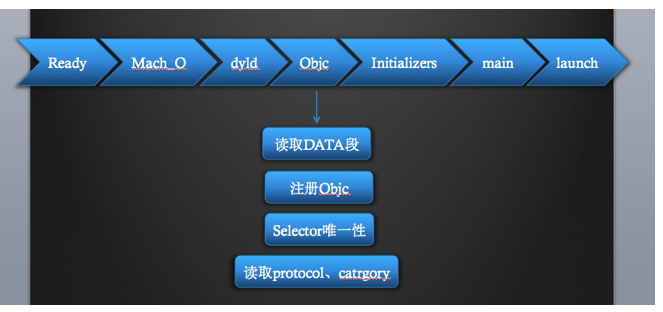 Ready
Mach_O
dyld
Objc
Initializers
main
launch
读取DATA段
注册Objc
Selector唯一性
读取protocol、catrgory